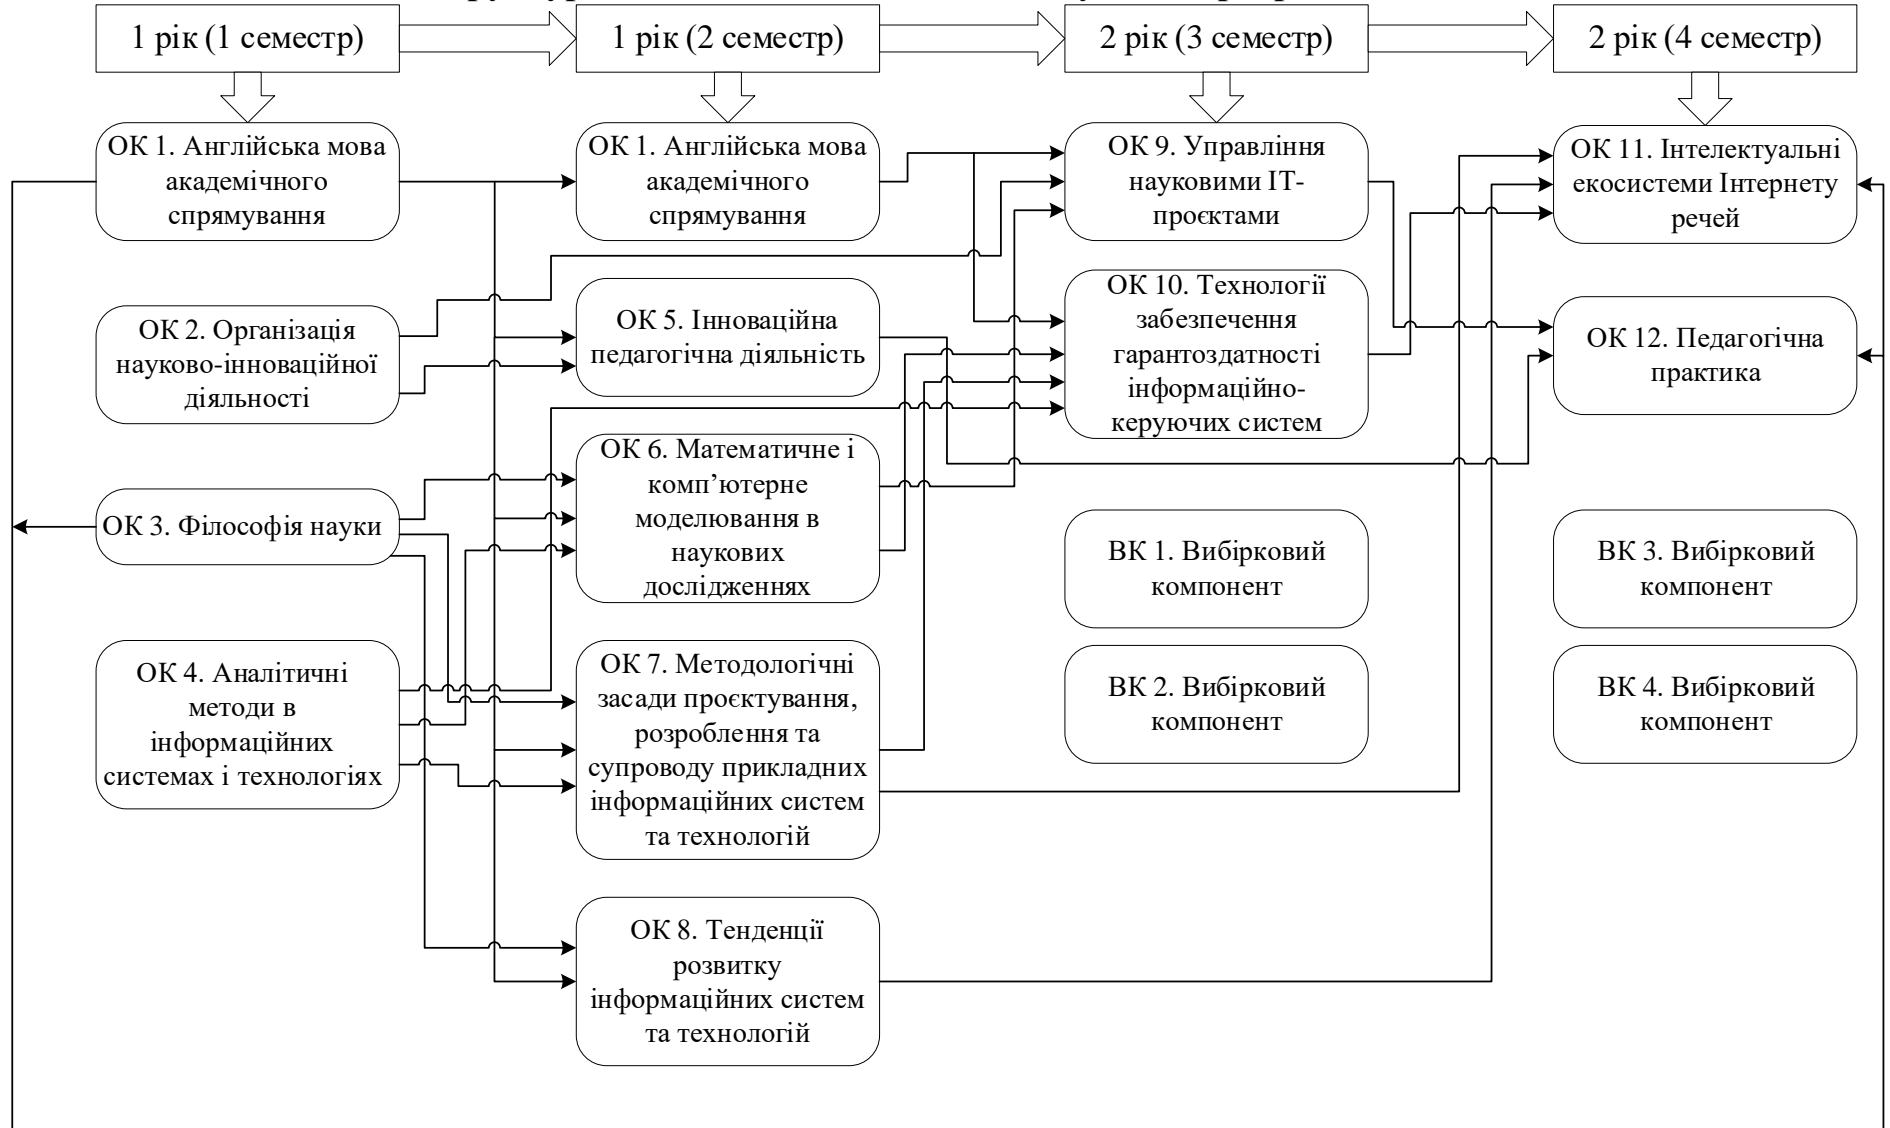 1 рік (1 семестр)
1 рік (2 семестр)
2 рік (3 семестр)
2 рік (4 семестр)
ОК 1. Англійська мова
академічного
спрямування
ОК 2. Організація
науково-інноваційної
діяльності
ОК 3. Філософія науки
ОК 4. Аналітичні
методи в
інформаційних
системах і технологіях
ОК 1. Англійська мова
академічного
спрямування
ОК 5. Інноваційна
педагогічна діяльність
ОК 6. Математичне і
комп’ютерне
моделювання в
наукових
дослідженнях
ОК 7. Методологічні
засади проєктування,
розроблення та
супроводу прикладних
інформаційних систем
та технологій
ОК 8. Тенденції
розвитку
інформаційних систем
та технологій
ОК 9. Управління
науковими ІТ-
проєктами
ОК 10. Технології
забезпечення
гарантоздатності
інформаційно-
керуючих систем
ВК 1. Вибірковий
компонент
ВК 2. Вибірковий
компонент
ОК 11. Інтелектуальні
екосистеми Інтернету
речей
ОК 12. Педагогічна
практика
ВК 3. Вибірковий
компонент
ВК 4. Вибірковий
компонент